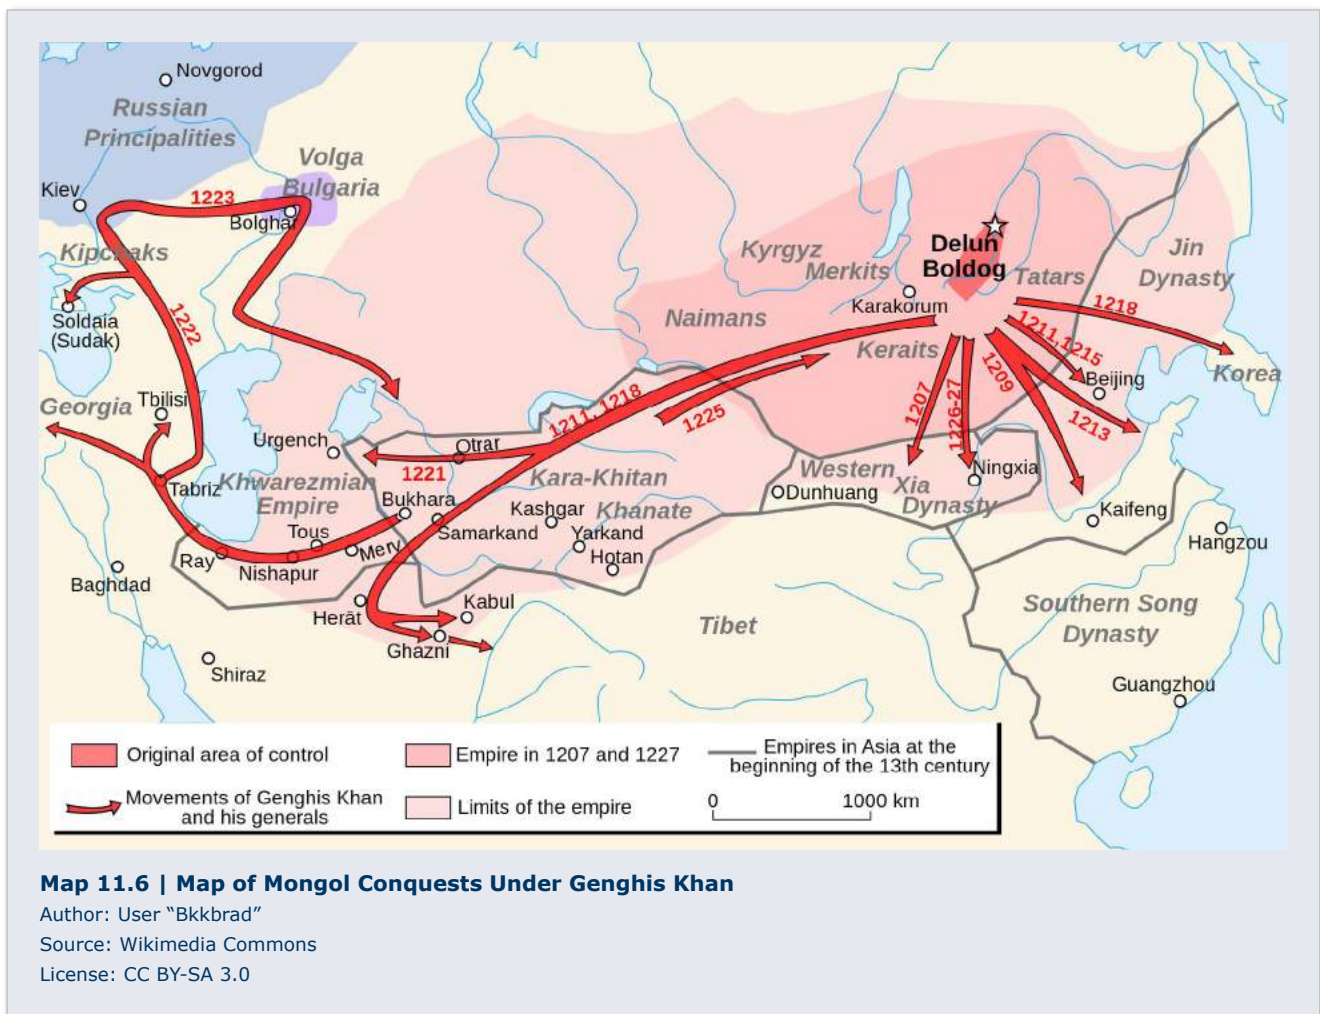 Novgorod
Russian
Principalities
Volga
Bulgaria
Kiev
1223
Bolghar
Kipchaks
Soldaia
(Sudak)
1222
Georgia
Tbilisi
Tabriz
Urgench
Khwarezmian
Empire
Otrar
1221
Bukhara
Samarkand
Tous
Merv
Ray
Nishapur
Baghdad
Shiraz
Herāt
Kabul
Ghazni
Kara-Khitan
Khanate
Kashgar
Yarkand
Hotan
1211, 1218
1225
Naimans
Kyrgyz
Merkits
Delun
Boldog
Tatars
Karakorum
Keraits
Jin
Dynasty
1218
1211,1215
1209
1207
1226-27
1213
Beijing
Korea
Western
Xia
Dynasty
Ningxia
Dunhuang
Kaifeng
Hangzou
Tibet
Southern Song
Dynasty
Guangzhou
Original area of control
Movements of Genghis Khan
and his generals
Empire in 1207 and 1227
Limits of the empire
Empires in Asia at the
beginning of the 13th century
0 1000 km
Map 11.6 | Map of Mongol Conquests Under Genghis Khan
Author: User “Bkkbrad”
Source: Wikimedia Commons
License: CC BY-SA 3.0